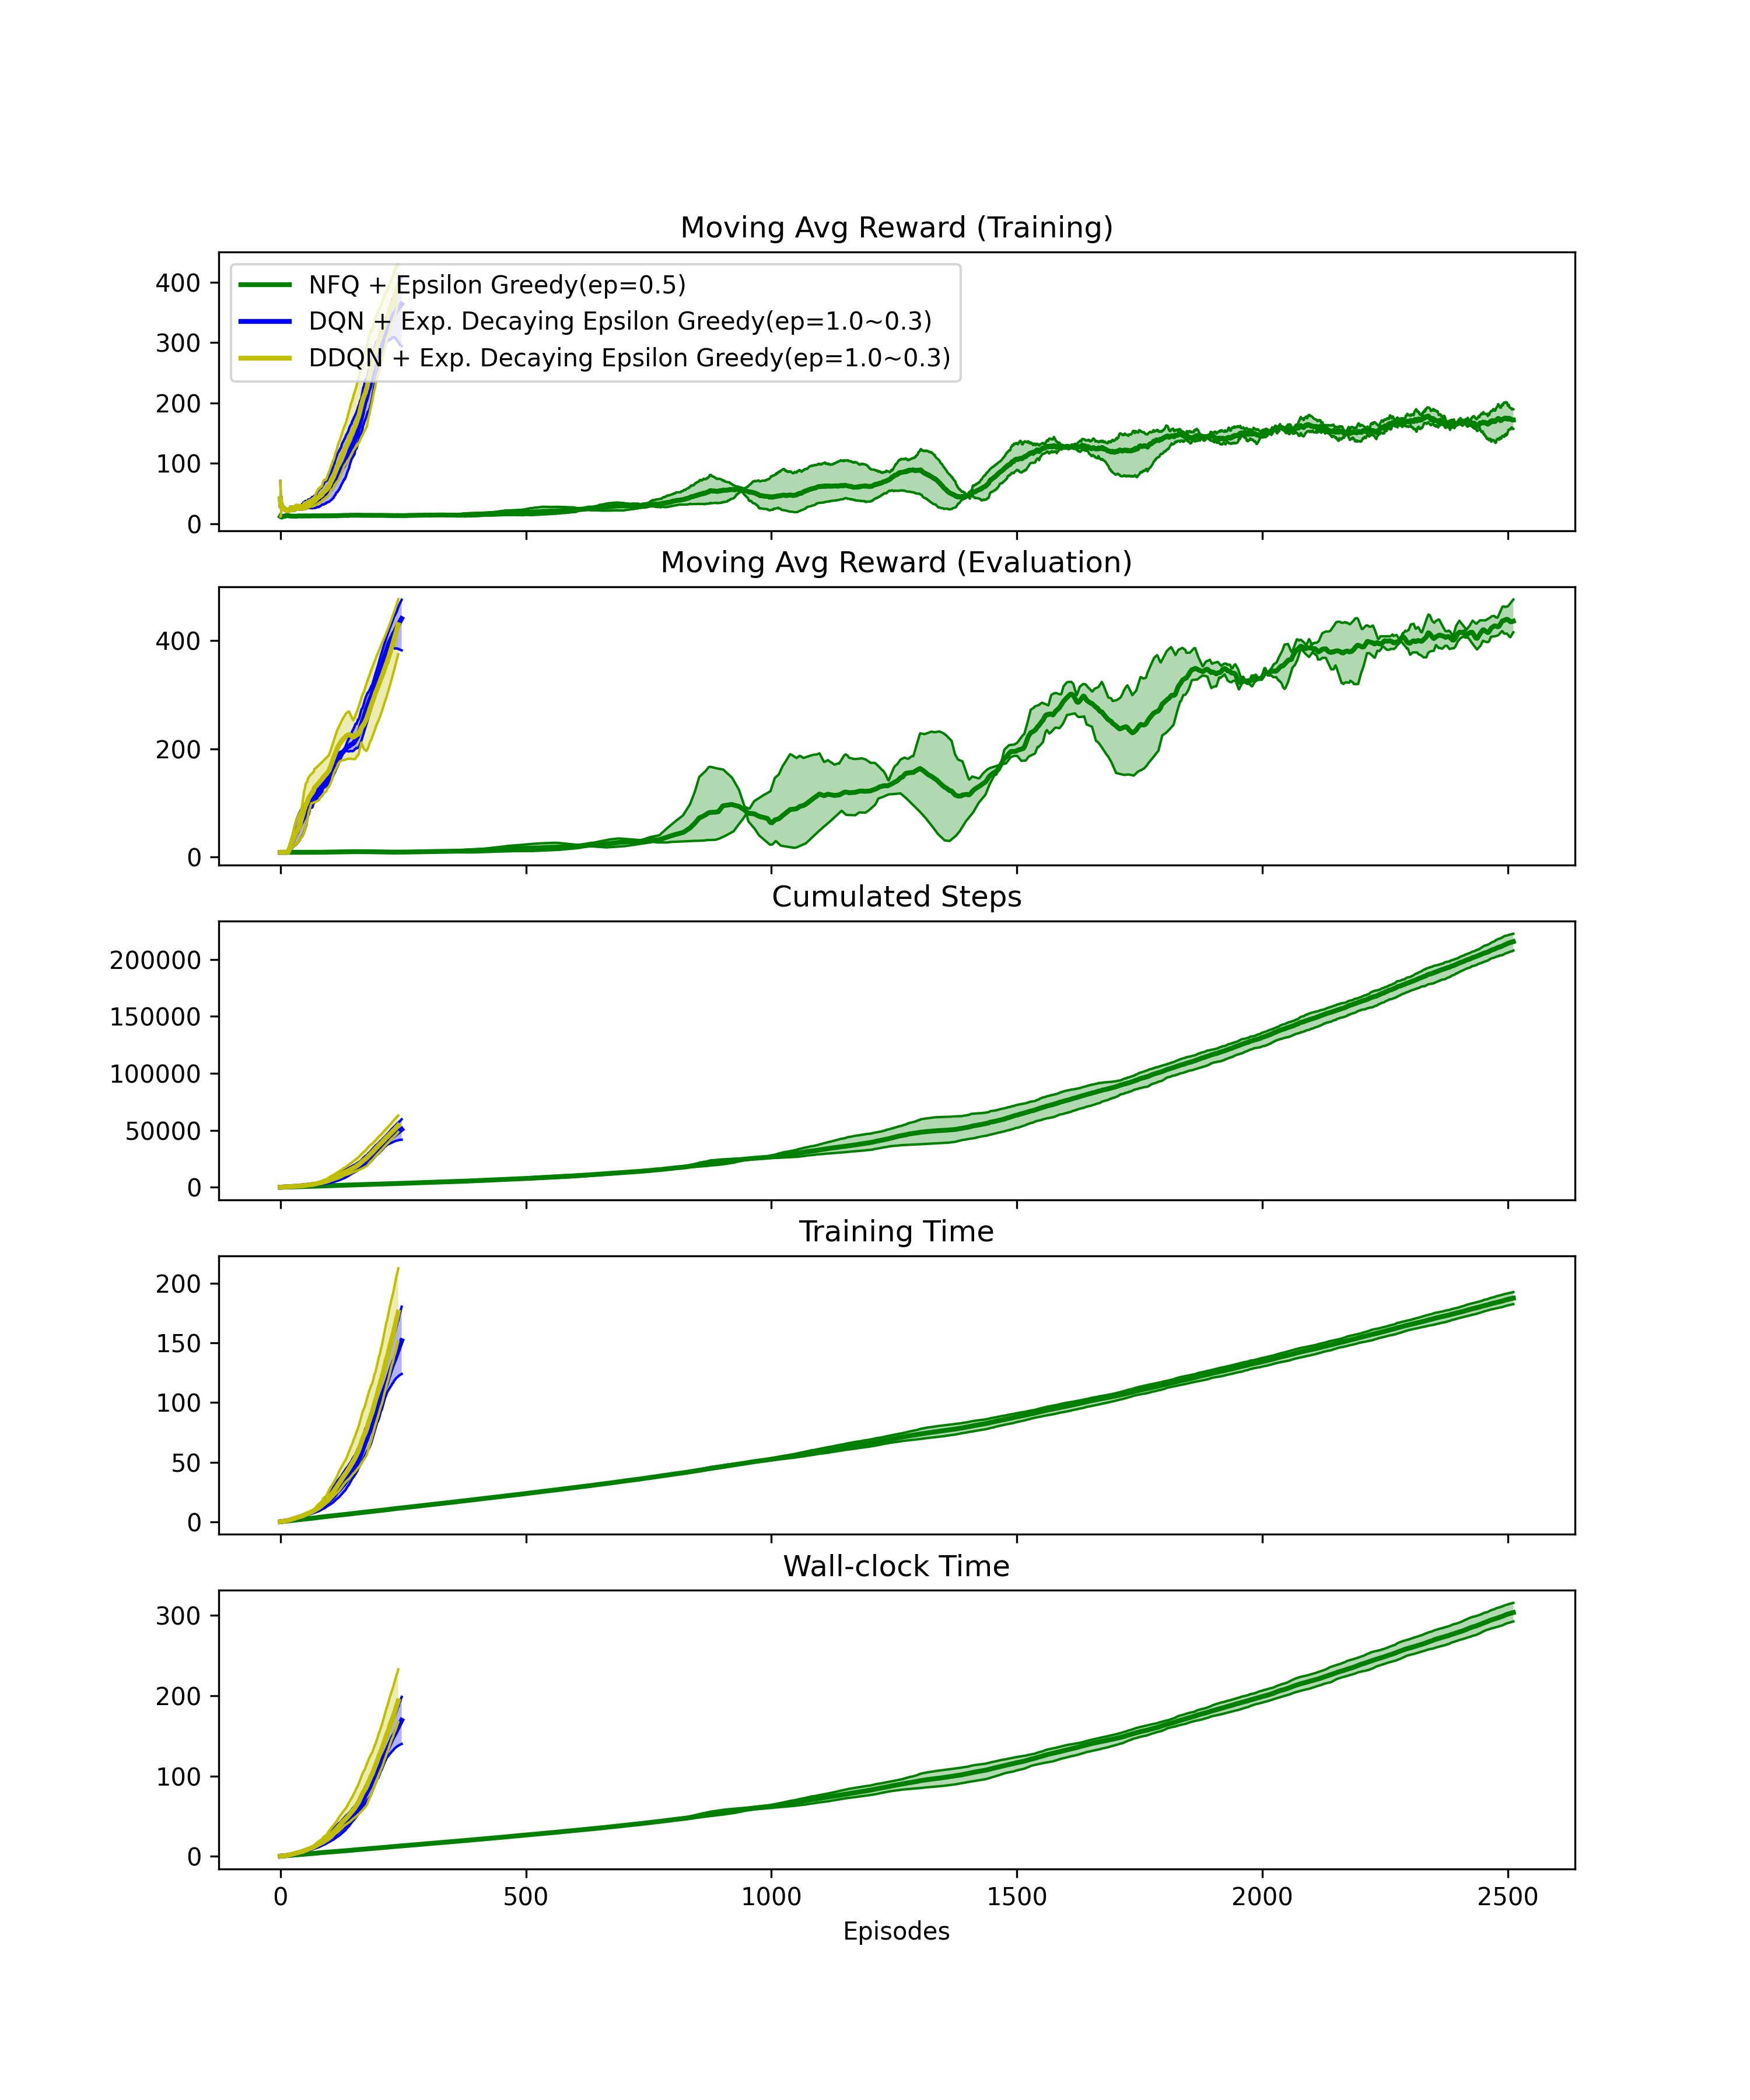 Moving Avg Reward (Training)
400
300
200
100
0
NFQ + Epsilon Greedy(ep=0.5)
DQN + Exp. Decaying Epsilon Greedy(ep=1.0~0.3)
DDQN + Exp. Decaying Epsilon Greedy(ep=1.0~0.3)
Moving Avg Reward (Evaluation)
400
200
0
Cumulated Steps
200000
150000
100000
50000
0
Training Time
200
150
100
50
0
Wall-clock Time
300
200
100
0
0 500 1000 1500 2000 2500
Episodes